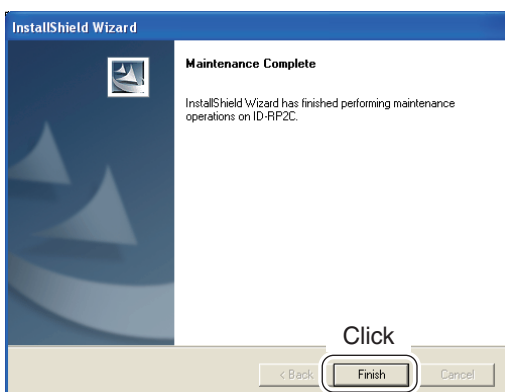 InstallShield Wizard
Maintenance Complete
InstallShield Wizard has finished performing maintenance
operations on ID-RP2C.
Click
< Back
Finish
Cancel